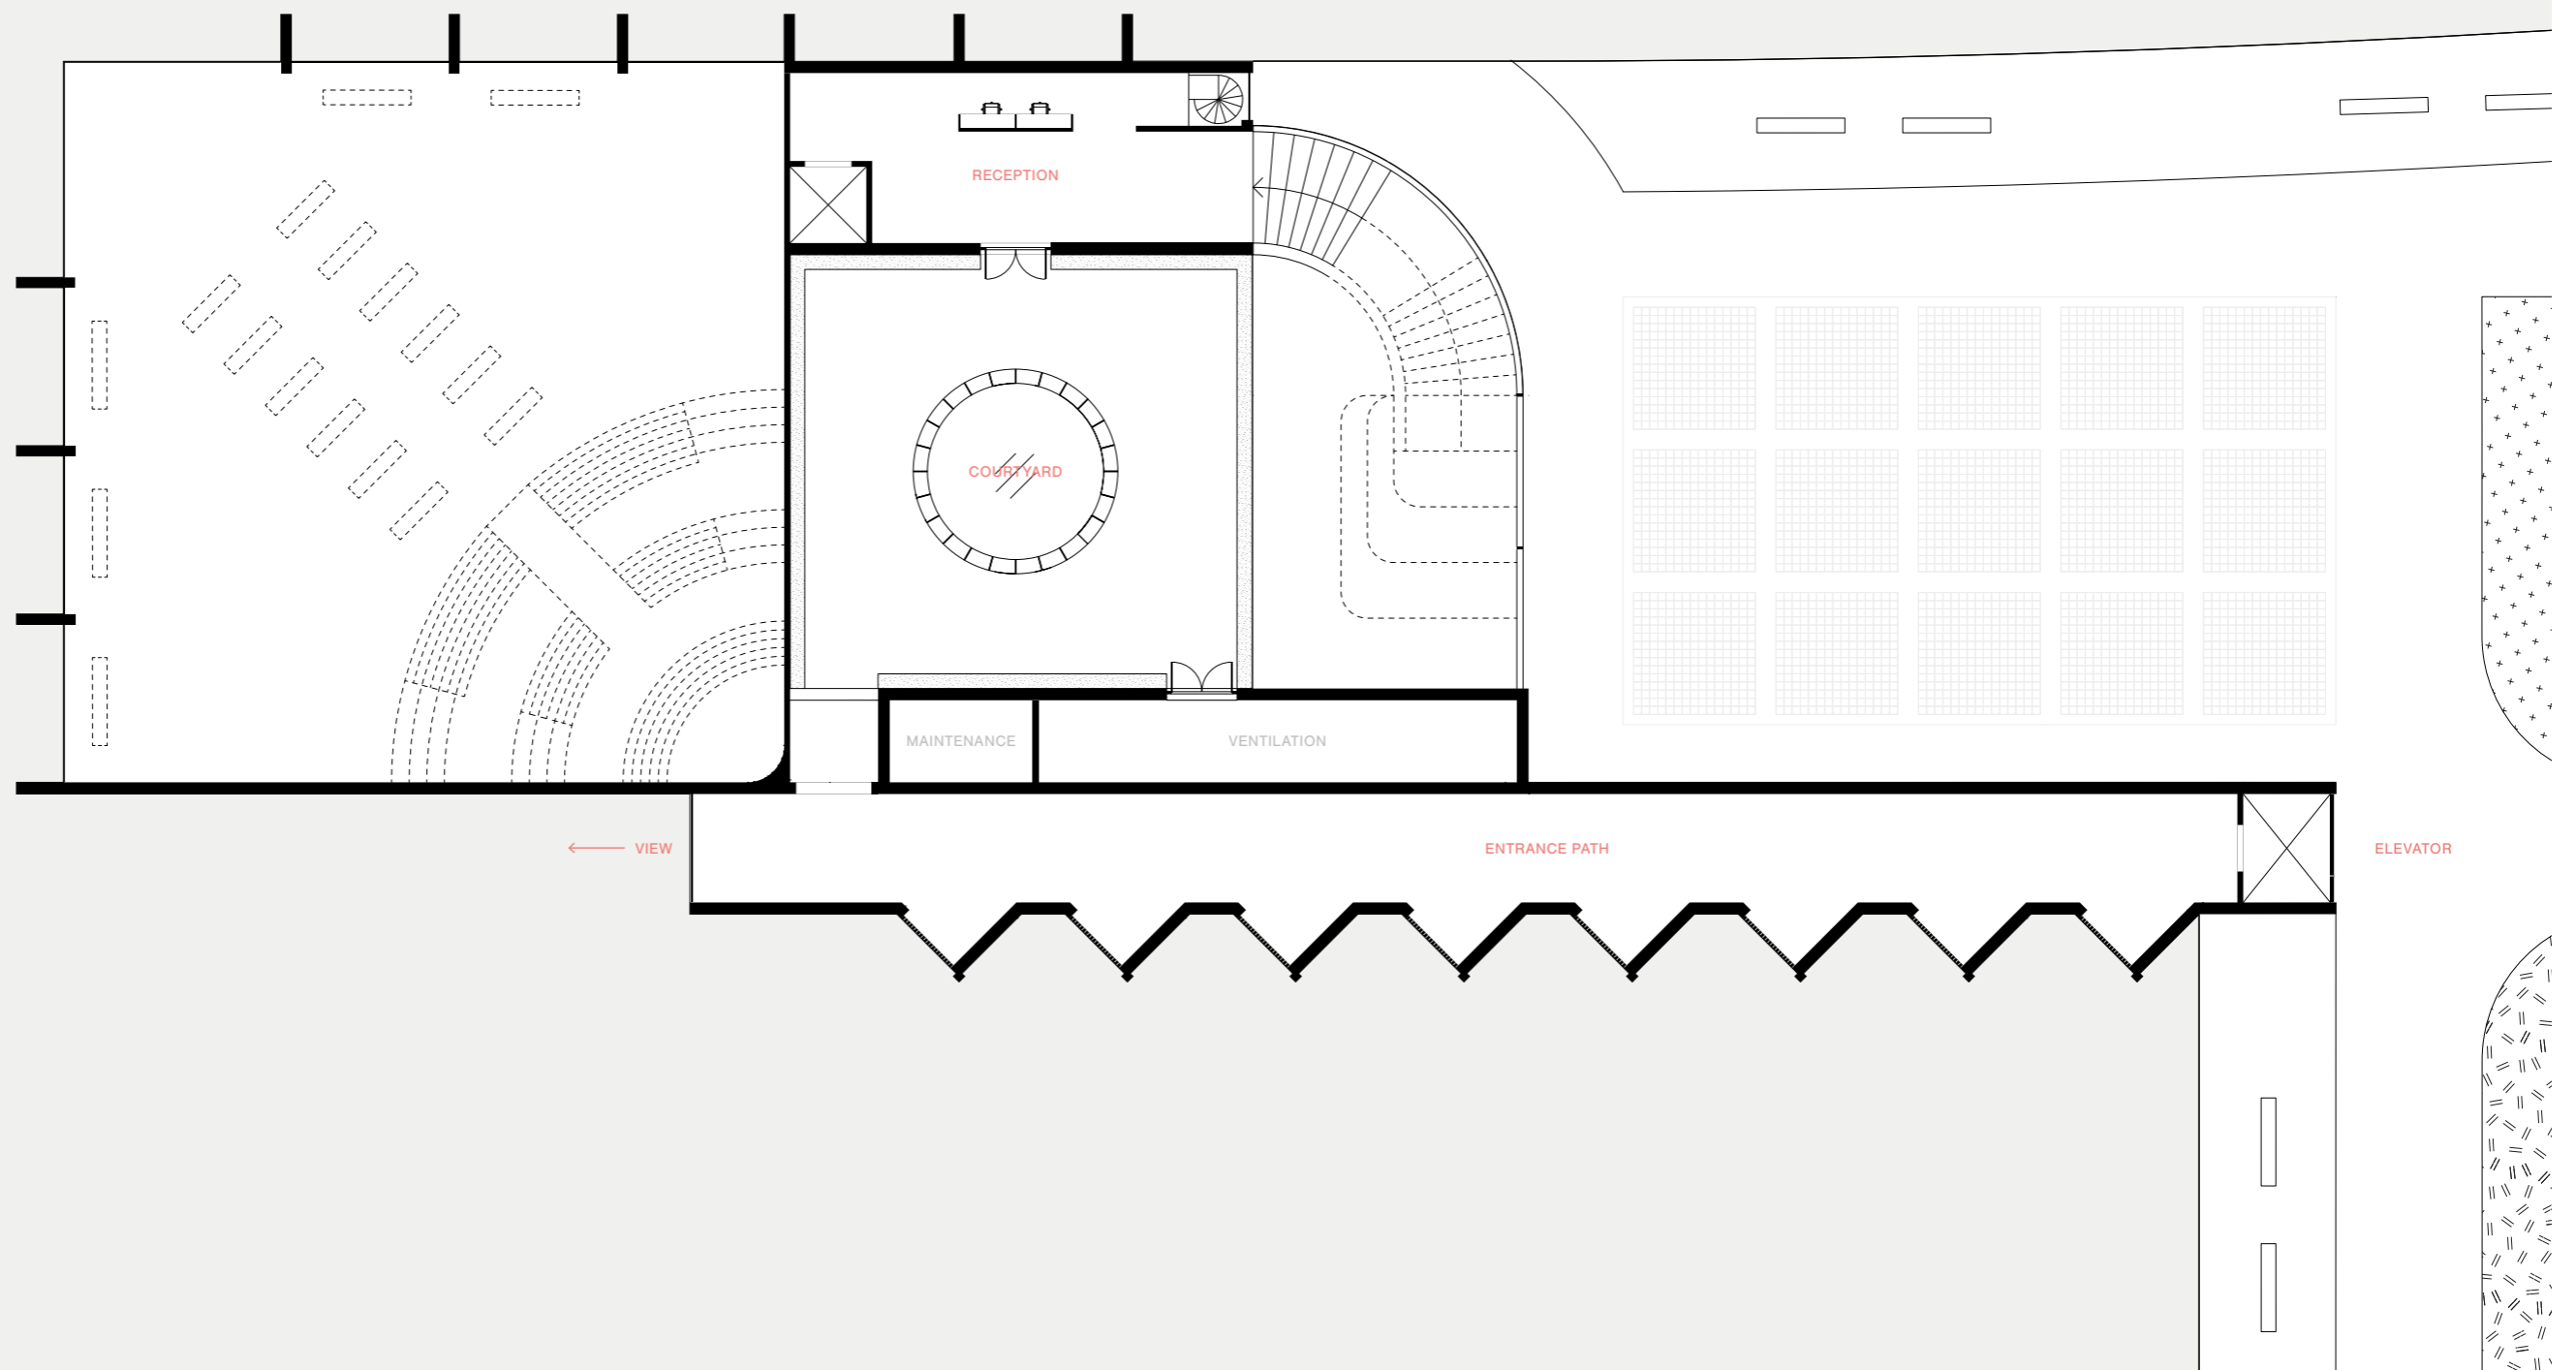 RECEPTION
COURTYARD
MAINTENANCE
VENTILATION
VIEW
ENTRANCE PATH
ELEVATOR